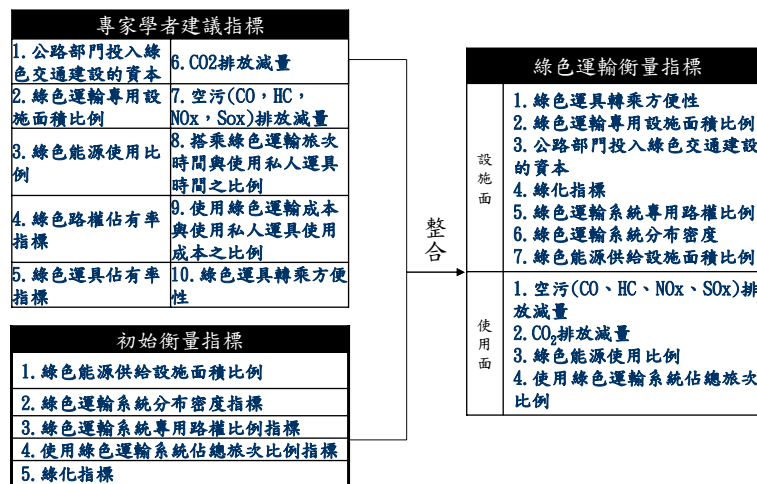 專家學者建議指標
1.公路部門投入綠
色交通建設的資本
6.CO2排放減量
2.綠色運輸專用設
施面積比例
7.空污(CO，HC，
NOx，Sox)排放減量
3.綠色能源使用比
例
8.搭乘綠色運輸旅次
時間與使用私人運具
時間之比例
4.綠路權佔有率
指標
9.使用綠色運輸成本
與使用私人運具使用
成本之比例
5.綠色運具佔有率
指標
10.綠色運具轉乘方便
性
初始衡量指標
1.綠色能源供給設施面積比例
2.綠色運輸系統分布密度指標
3.綠色運輸系統專用路權比例指標
4.使用綠色運輸系統佔總旅次比例指標
5.綠化指標
整合
綠色運輸衡量指標
設施面
1.綠色運具轉乘方便性
2.綠色運輸專用設施面積比例
3.公路部門投入綠色交通建設
的資本
4.綠化指標
5.綠色運輸系統專用路權比例
6.綠色運輸系統分布密度
7.綠色能源供給設施面積比例
使用面
1.空污(CO、HC、NOx、SOx)排
放減量
2.CO₂排放減量
3.綠色能源使用比例
4.使用綠色運輸系統佔總旅次
比例